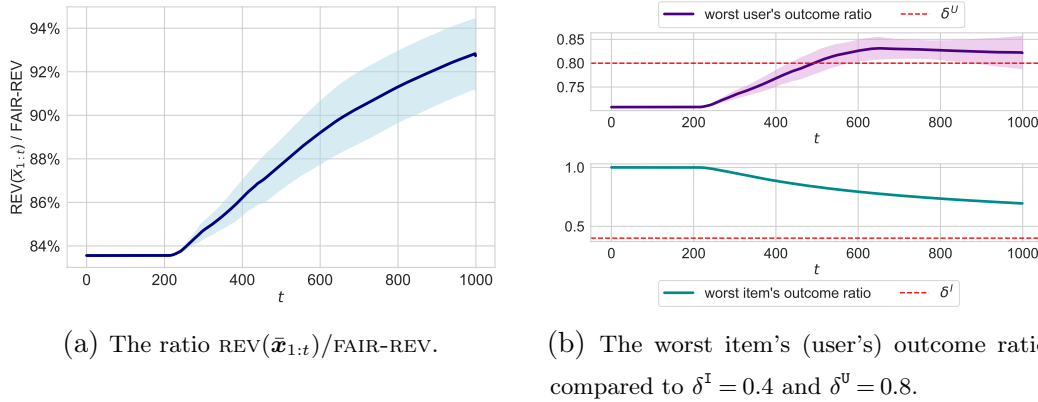 94%
92%
90%
88%
86%
84%
REV(x̄₁:ₜ) / FAIR-REV
0 200 400 600 800 1000
t
(a) The ratio REV(x̄₁:ₜ)/FAIR-REV.
worst user's outcome ratio δᵁ
0.85
0.80
0.75
0 200 400 600 800 1000
t
1.0
0.5
0 200 400 600 800 1000
t
worst item's outcome ratio δᴵ
(b) The worst item's (user's) outcome ratio
compared to δᴵ = 0.4 and δᵁ = 0.8.